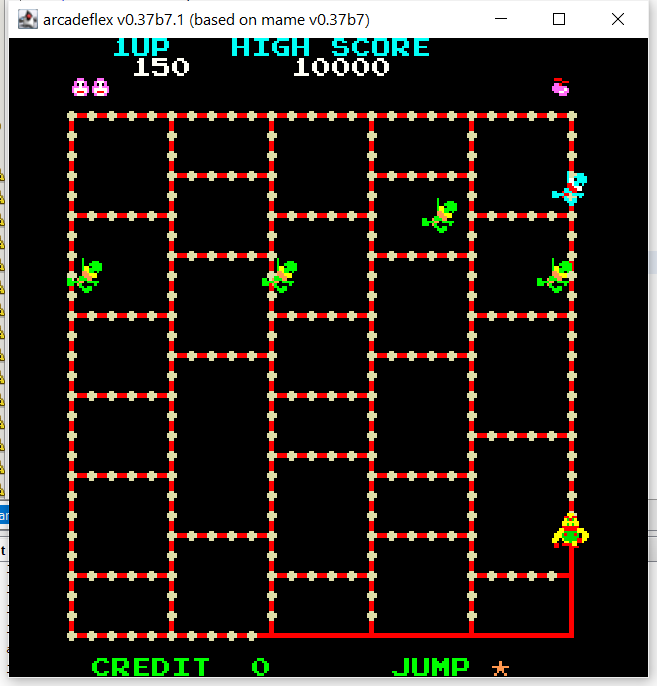 arcadeflex v0.37b7.1 (based on mame v0.37b7)
1UP HIGH SCORE
150 10000
CREDIT 0 JUMP